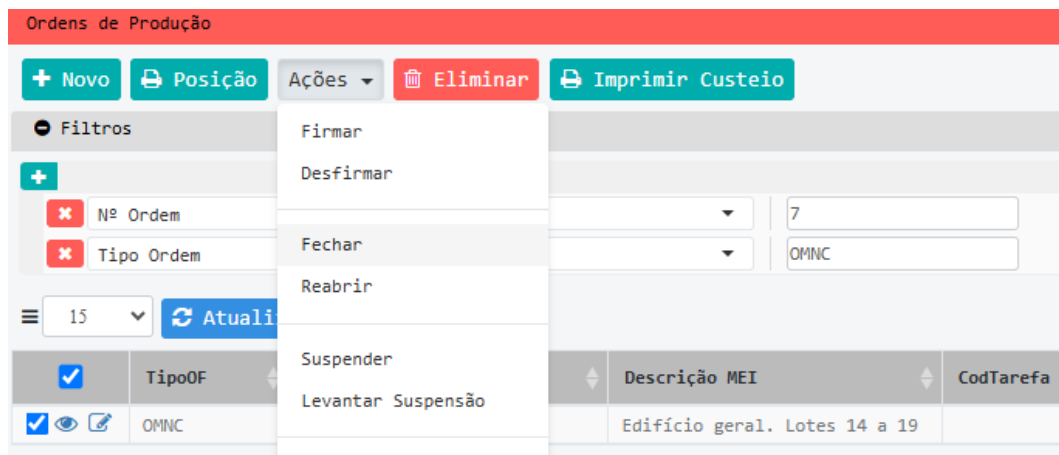 Ordens de Produção
Novo Posição Ações Eliminar Imprimir Custeio
Filtros
Firmar
Desfirmar
Nº Ordem 7
Tipo Ordem OMNC
Fechar
Reabrir
15 Atuali
Suspender
Levantar Suspensão
TipoOF Descrição MEI CodTarefa
OMNC Edifício geral. Lotes 14 a 19